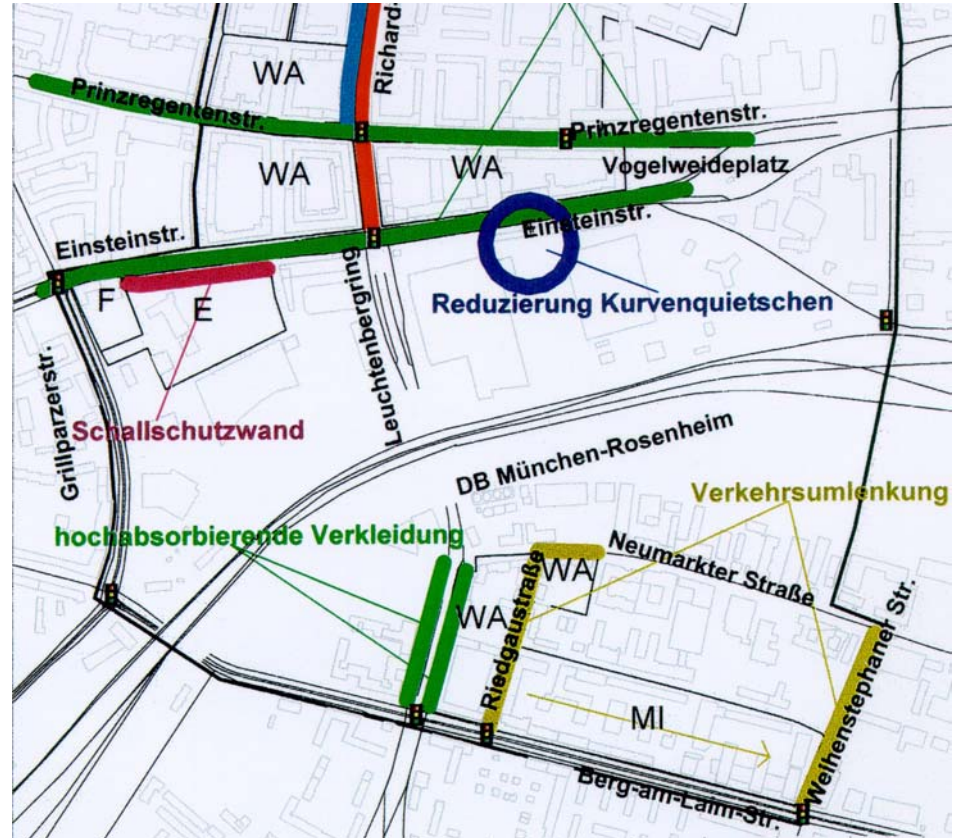 Richard-
WA
Prinzregentenstr.
Prinzregentenstr.
WA
WA
Vogelweideplatz
Einsteinstr.
Einsteinstr.
F
E
Reduzierung Kurvenquietschen
Leuchtenbergring
Grillparzerstr.
Schallschutzwand
DB München-Rosenheim
Verkehrsumlenkung
hochabsorbierende Verkleidung
Neumarkter Straße
WA
WA
Riedgaustraße
Weihenstephaner Str.
MI
Berg-am-Laim-Str.